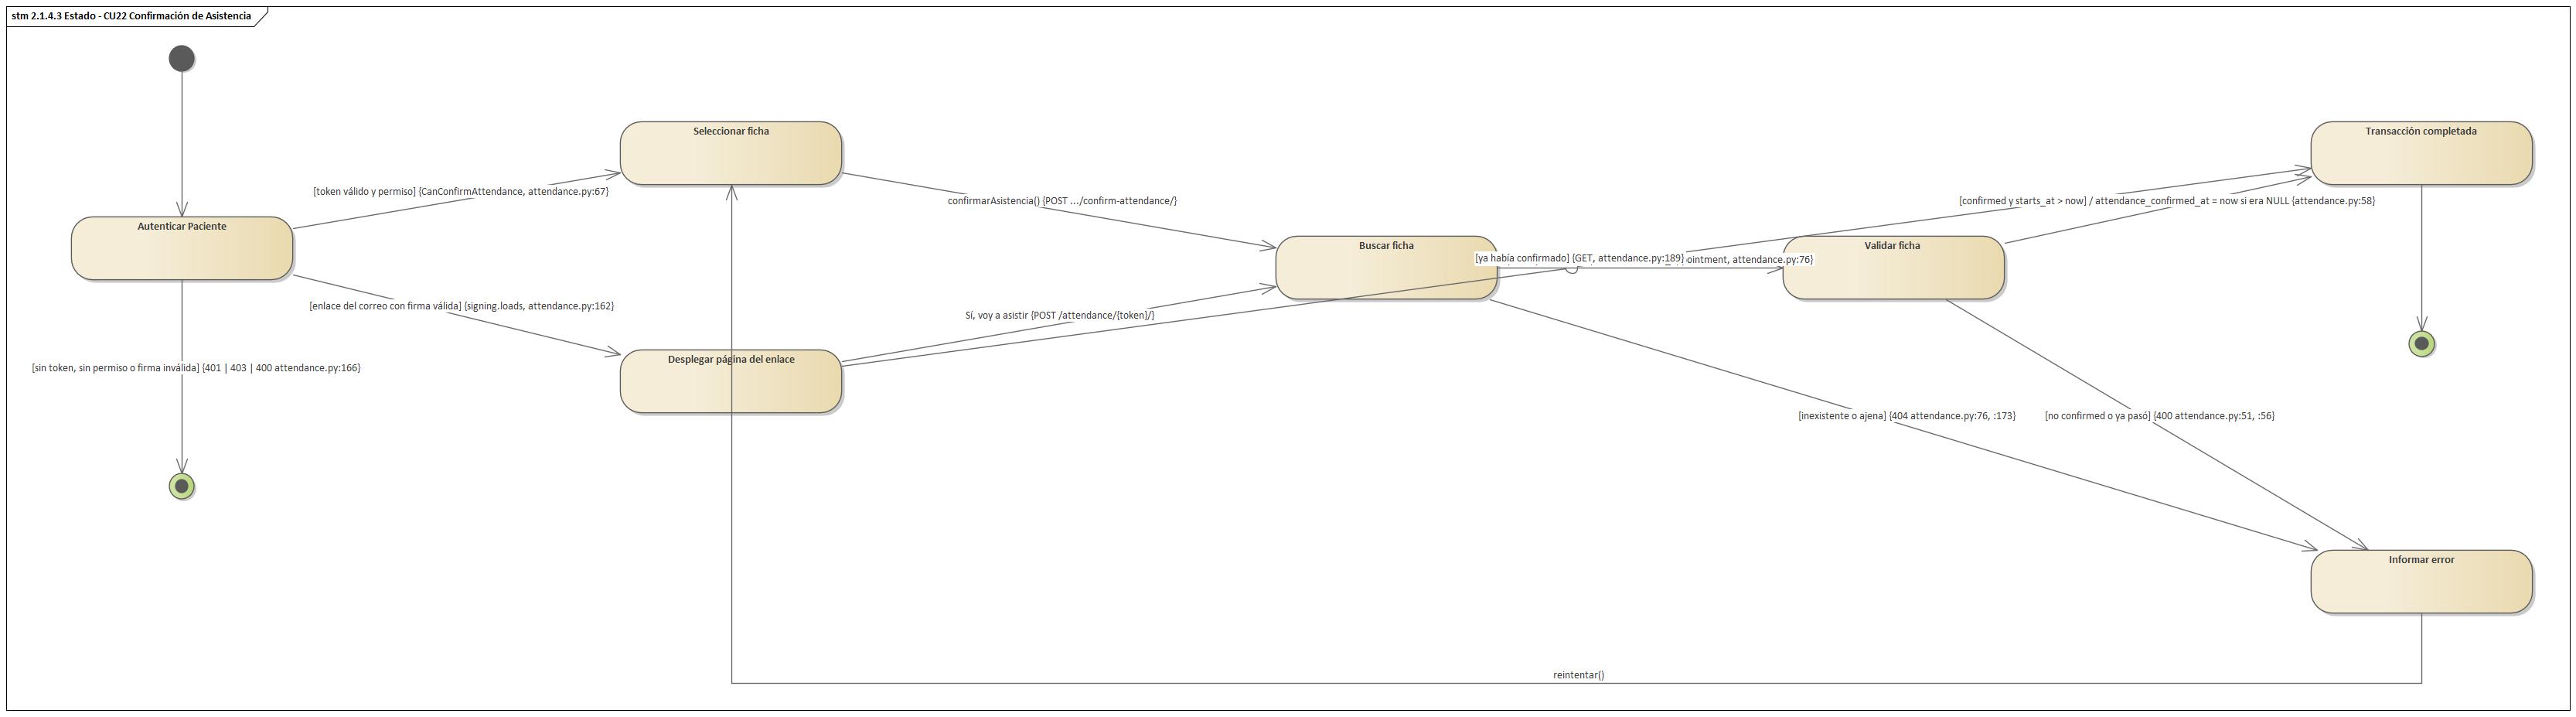 stm 2.1.4.3 Estado - CU22 Confirmación de Asistencia
Seleccionar ficha
Transacción completada
[token válido y permiso] {CanConfirmAttendance, attendance.py:67}
confirmarAsistencia() {POST .../confirm-attendance/}
[confirmed y starts_at > now] / attendance_confirmed_at = now si era NULL {attendance.py:58}
Autenticar Paciente
Buscar ficha
Validar ficha
[ya había confirmado] {GET, attendance.py:189}
ointment, attendance.py:76}
[enlace del correo con firma válida] {signing.loads, attendance.py:162}
Sí, voy a asistir {POST /attendance/{token}/}
Desplegar página del enlace
[sin token, sin permiso o firma inválida] {401 | 403 | 400 attendance.py:166}
[inexistente o ajena] {404 attendance.py:76, :173}
[no confirmed o ya pasó] {400 attendance.py:51, :56}
Informar error
reintentar()